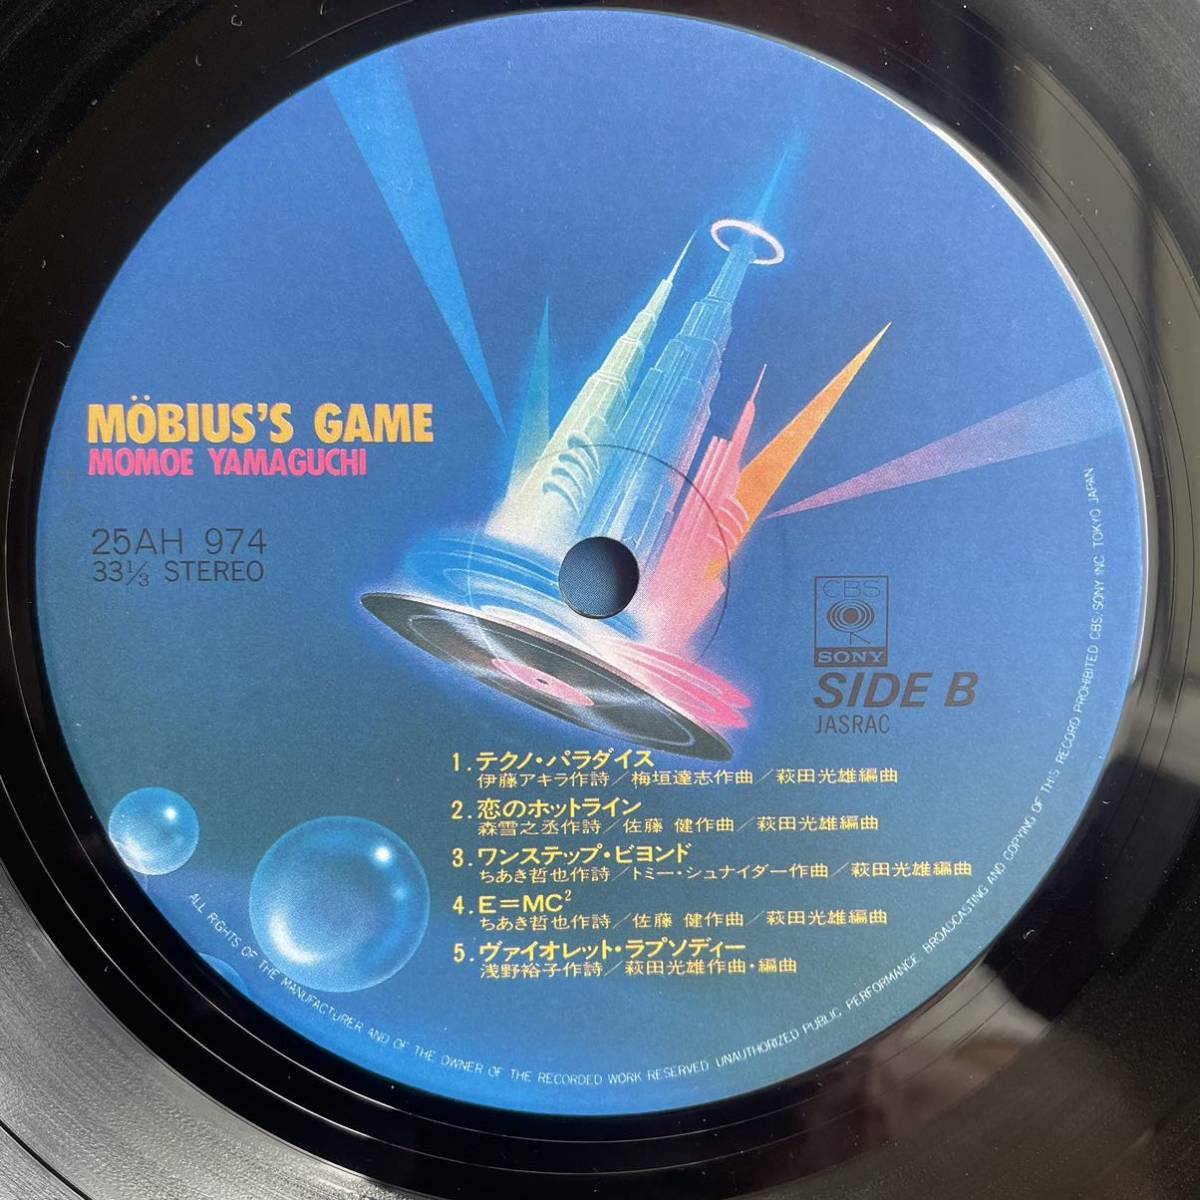 MÖBIUS'S GAME
MOMOE YAMAGUCHI
25AH 974
33⅓ STEREO
CBS
SONY
SIDE B
JASRAC
1. テクノ・パラダイス
伊藤アキラ作詩／梅垣達志作曲／萩田光雄編曲
2. 恋のホットライン
森雪之丞作詩／佐藤 健作曲／萩田光雄編曲
3. ワンステップ・ビヨンド
ちあき哲也作詩／トミー・シュナイダー作曲／萩田光雄編曲
4. E=MC²
ちあき哲也作詩／佐藤 健作曲／萩田光雄編曲
5. ヴァイオレット・ラプソディー
浅野裕子作詩／萩田光雄作曲・編曲
ALL RIGHTS OF THE MANUFACTURER AND OF THE OWNER OF THE RECORDED WORK RESERVED UNAUTHORIZED PUBLIC PERFORMANCE BROADCASTING AND COPYING OF THIS RECORD PROHIBITED CBS/SONY INC. TOKYO JAPAN